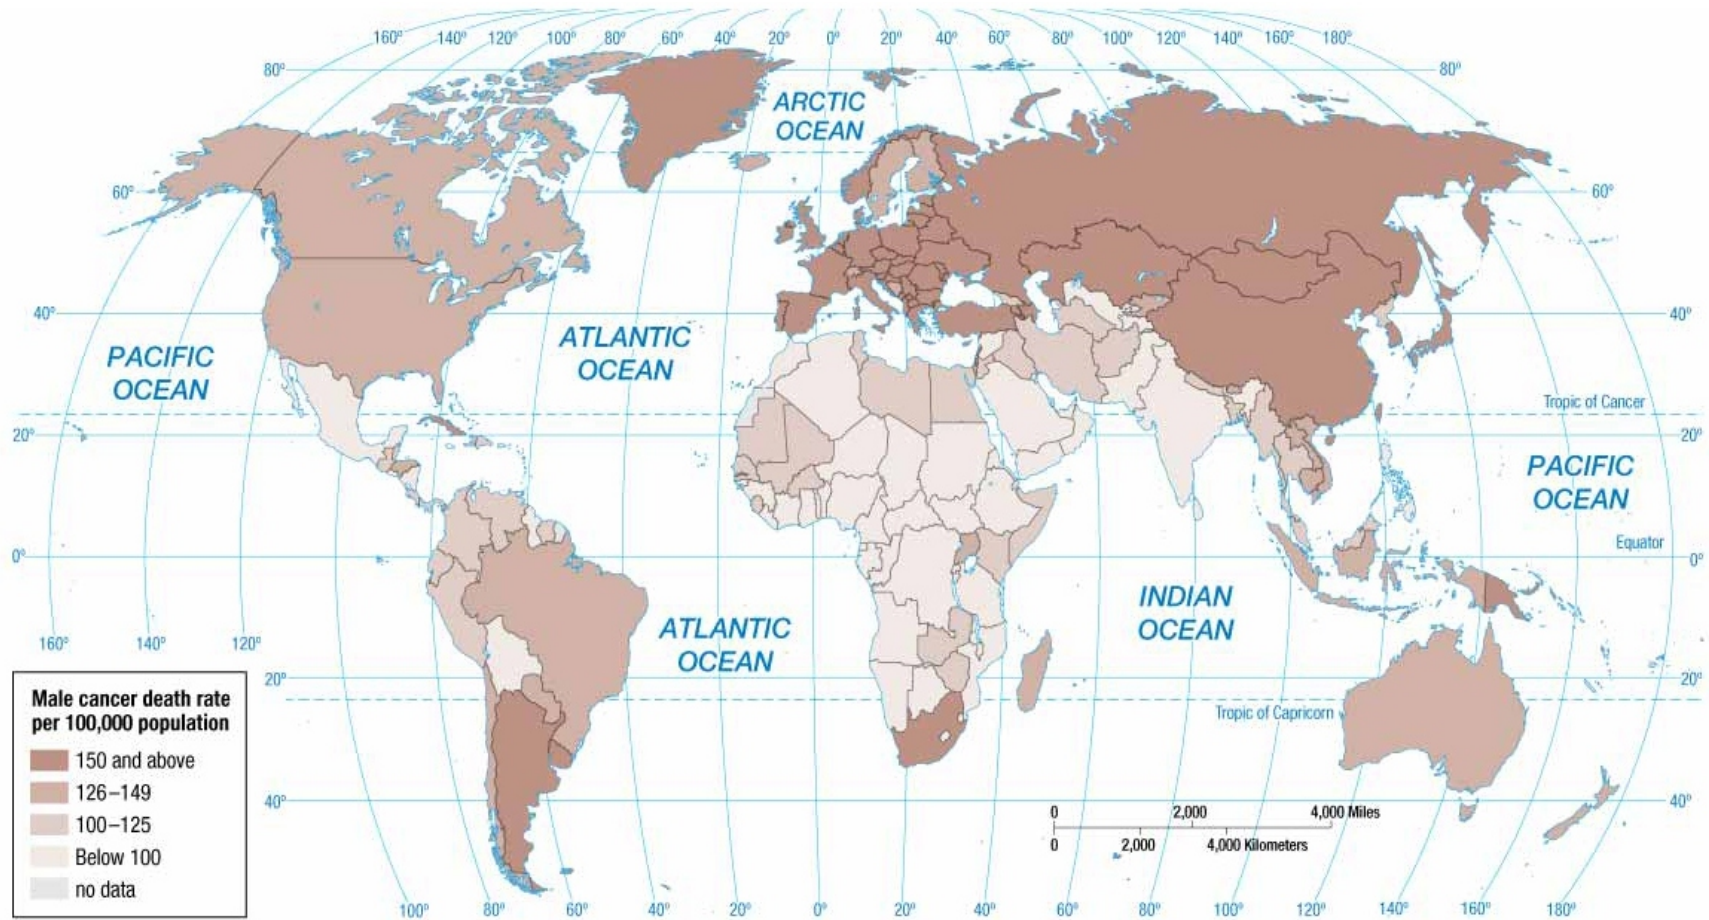 160° 140° 120° 100° 80° 60° 40° 20° 0° 20° 40° 60° 80° 100° 120° 140° 160° 180°
80° 80°
ARCTIC
OCEAN
60° 60°
40° 40°
ATLANTIC
OCEAN
PACIFIC
OCEAN
Tropic of Cancer
20° 20°
PACIFIC
OCEAN
Equator
0° 0°
INDIAN
OCEAN
ATLANTIC
OCEAN
160° 140° 120°
20° 20°
Tropic of Capricorn
Male cancer death rate
per 100,000 population
150 and above
126–149
100–125
Below 100
no data
40° 40°
0 2,000 4,000 Miles
0 2,000 4,000 Kilometers
100° 80° 60° 40° 20° 0° 20° 40° 60° 80° 100° 120° 140° 160° 180°